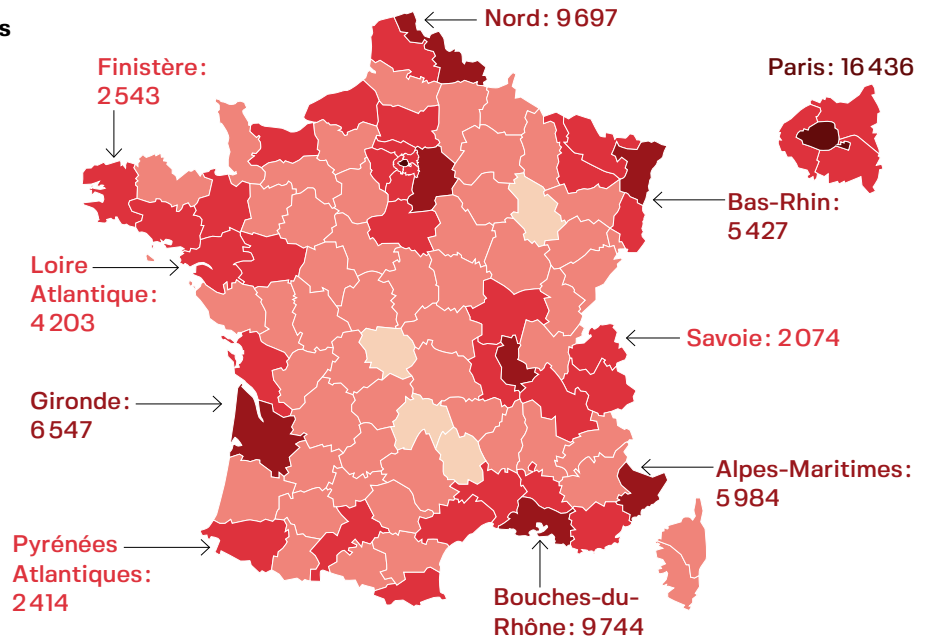 s
Nord: 9697
Finistère:
2543
Paris: 16436
Bas-Rhin:
5427
Loire
Atlantique:
4203
Savoie: 2074
Gironde:
6547
Alpes-Maritimes:
5984
Pyrénées
Atlantiques:
2414
Bouches-du-
Rhône: 9744